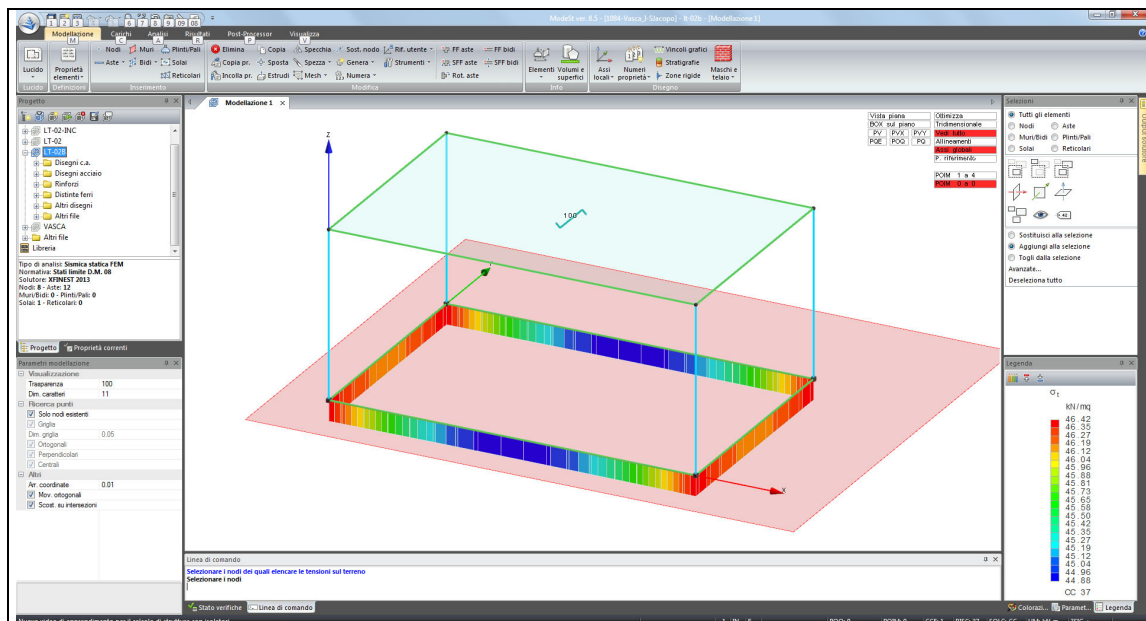 ModeSt ver. 8.5 - [1894-Vasca_I-SJacopo] - lt-02b - [Modellazione 1]
1 2 3 6 7 8 9 09 08
Modellazione Carichi Analisi Risultati Post-Processor Visualizza
M C A R P V
Lucido
Proprietà elementi
Nodi Muri Plinti/Pali
Aste Bidi Solai
Reticolari
Elimina Copia Specchia Sost. nodo Rif. utente FF aste FF bidi
Copia pr. Sposta Spezza Genera Strumenti SFF aste SFF bidi
Incolla pr. Estrudi Mesh Numera Rot. aste
Elementi Volumi e superfici
Assi locali Numeri proprietà
Vincoli grafici
Stratigrafie
Zone rigide
Maschi e telaio
Lucido Definizioni Inserimento Modifica Info Disegno
Progetto
LT-02-INC
LT-02
LT-02B
Disegni c.a.
Disegni acciaio
Rinforzi
Distinte ferri
Altri disegni
Altri file
VASCA
Altri file
Libreria
Tipo di analisi: Sismica statica FEM
Normativa: Stati limite D.M. 08
Solutore: XFINEST 2013
Nodi: 8 - Aste: 12
Muri/Bidi: 0 - Plinti/Pali: 0
Solai: 1 - Reticolari: 0
Progetto Proprietà correnti
Parametri modellazione
Visualizzazione
Trasparenza 100
Dim. caratteri 11
Ricerca punti
Solo nodi esistenti
Griglia
Dim. griglia 0.05
Ortogonali
Perpendicolari
Centrali
Altri
Arr. coordinate 0.01
Mov. ortogonali
Scost. su intersezioni
Modellazione 1
Z
100
Y
X
Vista piana
BOX sul piano
PV PVX PVY
PQE POQ PQ
Ottimizza
Tridimensionale
Vedi tutto
Allineamenti
Assi globali
P. riferimento
POIM 1 a 4
POIM 0 a 0
Linea di comando
Selezionare i nodi dei quali elencare le tensioni sul terreno
Selezionare i nodi
Stato verifiche Linea di comando
Selezioni
Tutti gli elementi
Nodi Aste
Muri/Bidi Plinti/Pali
Solai Reticolari
Sostituisci alla selezione
Aggiungi alla selezione
Togli dalla selezione
Avanzate...
Deseleziona tutto
Output soluzione
Legenda
σt
kN/mq
46.42
46.35
46.27
46.19
46.12
46.04
45.96
45.88
45.81
45.73
45.65
45.58
45.50
45.42
45.35
45.27
45.19
45.12
45.04
44.96
44.88
CC 37
Colorazi... Paramet... Legenda